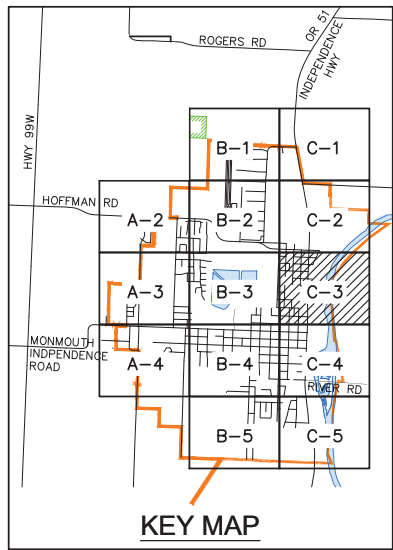 ROGERS RD
OR 51
INDEPENDENCE
HWY
HWY 99W
B-1
C-1
HOFFMAN RD
A-2
B-2
C-2
A-3
B-3
C-3
MONMOUTH
INDPENDENCE
ROAD
A-4
B-4
C-4
RIVER RD
B-5
C-5
KEY MAP